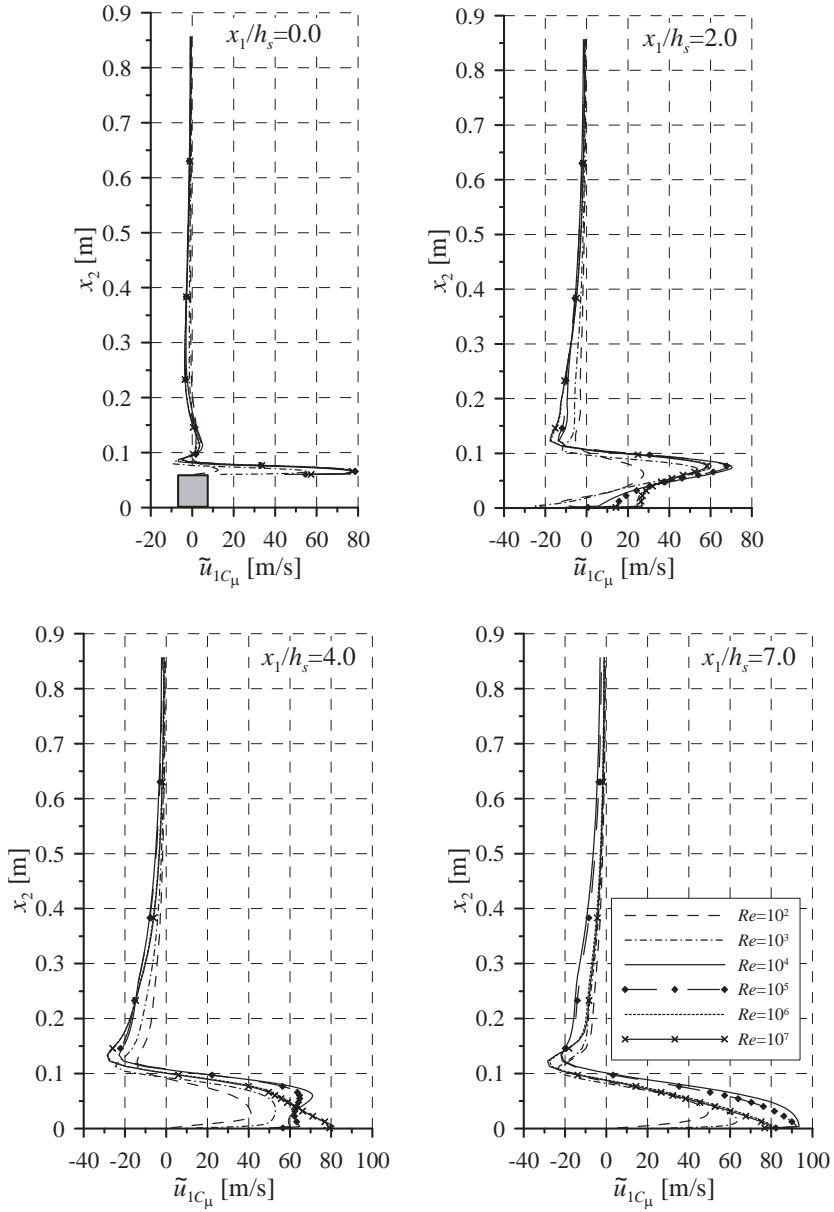 x₁/hₛ=0.0
0.9
0.8
0.7
0.6
0.5
0.4
0.3
0.2
0.1
0
x₂ [m]
-20 0 20 40 60 80
ũ₁Cμ [m/s]
x₁/hₛ=2.0
0.9
0.8
0.7
0.6
0.5
0.4
0.3
0.2
0.1
0
x₂ [m]
-40 -20 0 20 40 60 80
ũ₁Cμ [m/s]
x₁/hₛ=4.0
0.9
0.8
0.7
0.6
0.5
0.4
0.3
0.2
0.1
0
x₂ [m]
-40 -20 0 20 40 60 80 100
ũ₁Cμ [m/s]
x₁/hₛ=7.0
0.9
0.8
0.7
0.6
0.5
0.4
0.3
0.2
0.1
0
x₂ [m]
Re=10²
Re=10³
Re=10⁴
Re=10⁵
Re=10⁶
Re=10⁷
-40 -20 0 20 40 60 80 100
ũ₁Cμ [m/s]